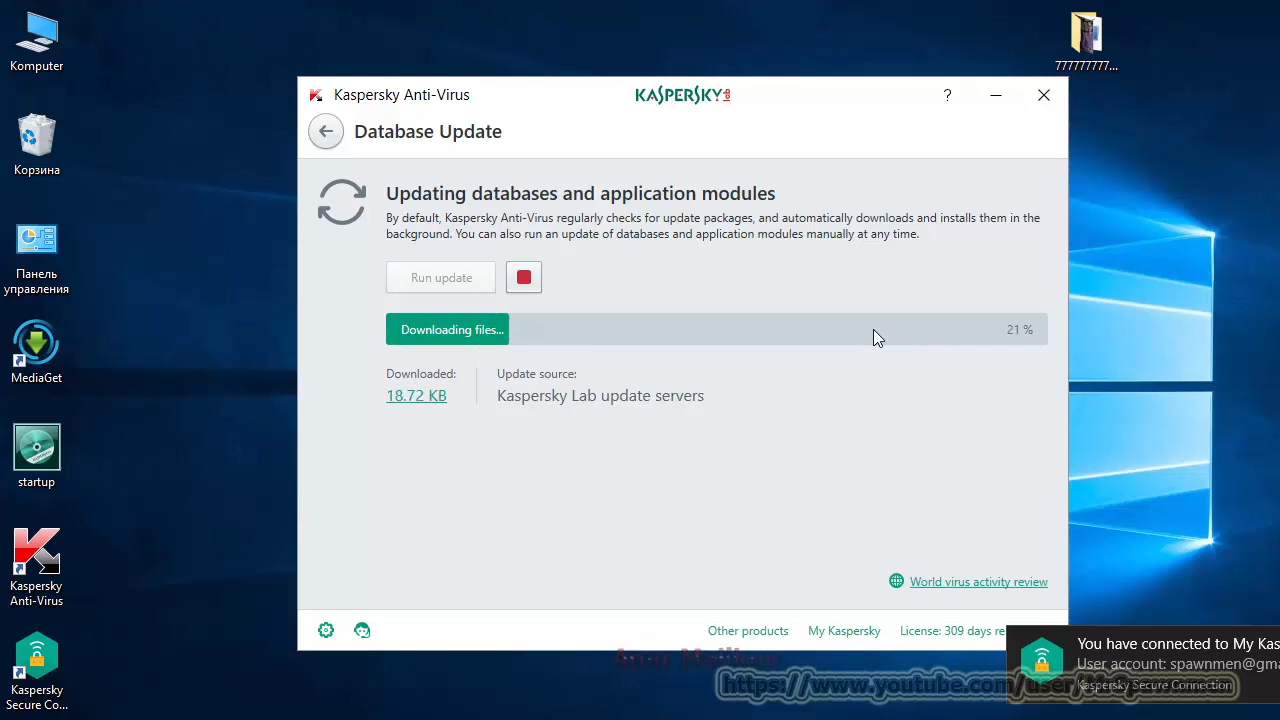 Komputer
Корзина
Панель
управления
MediaGet
startup
Kaspersky
Anti-Virus
Kaspersky
Secure Co...
777777777...
Kaspersky Anti-Virus
KASPERSKY
?
Database Update
Updating databases and application modules
By default, Kaspersky Anti-Virus regularly checks for update packages, and automatically downloads and installs them in the
background. You can also run an update of databases and application modules manually at any time.
Run update
Downloading files...
21 %
Downloaded:
18.72 KB
Update source:
Kaspersky Lab update servers
World virus activity review
Other products
My Kaspersky
License: 309 days re
You have connected to My Kas
User account: spawnmen@gma
Kaspersky Secure Connection
https://www.youtube.com/user/